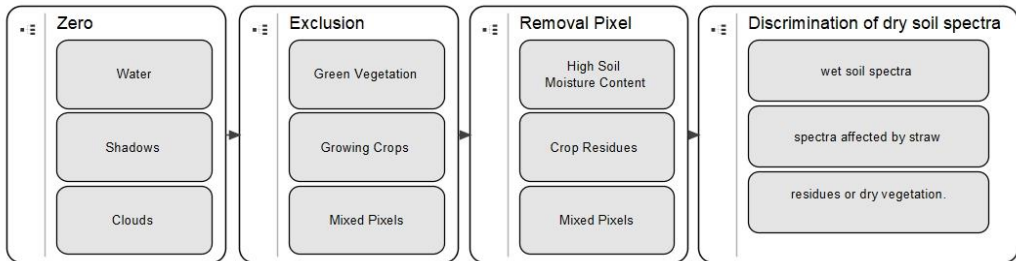 Zero
Water
Shadows
Clouds
Exclusion
Green Vegetation
Growing Crops
Mixed Pixels
Removal Pixel
High Soil
Moisture Content
Crop Residues
Mixed Pixels
Discrimination of dry soil spectra
wet soil spectra
spectra affected by straw
residues or dry vegetation.